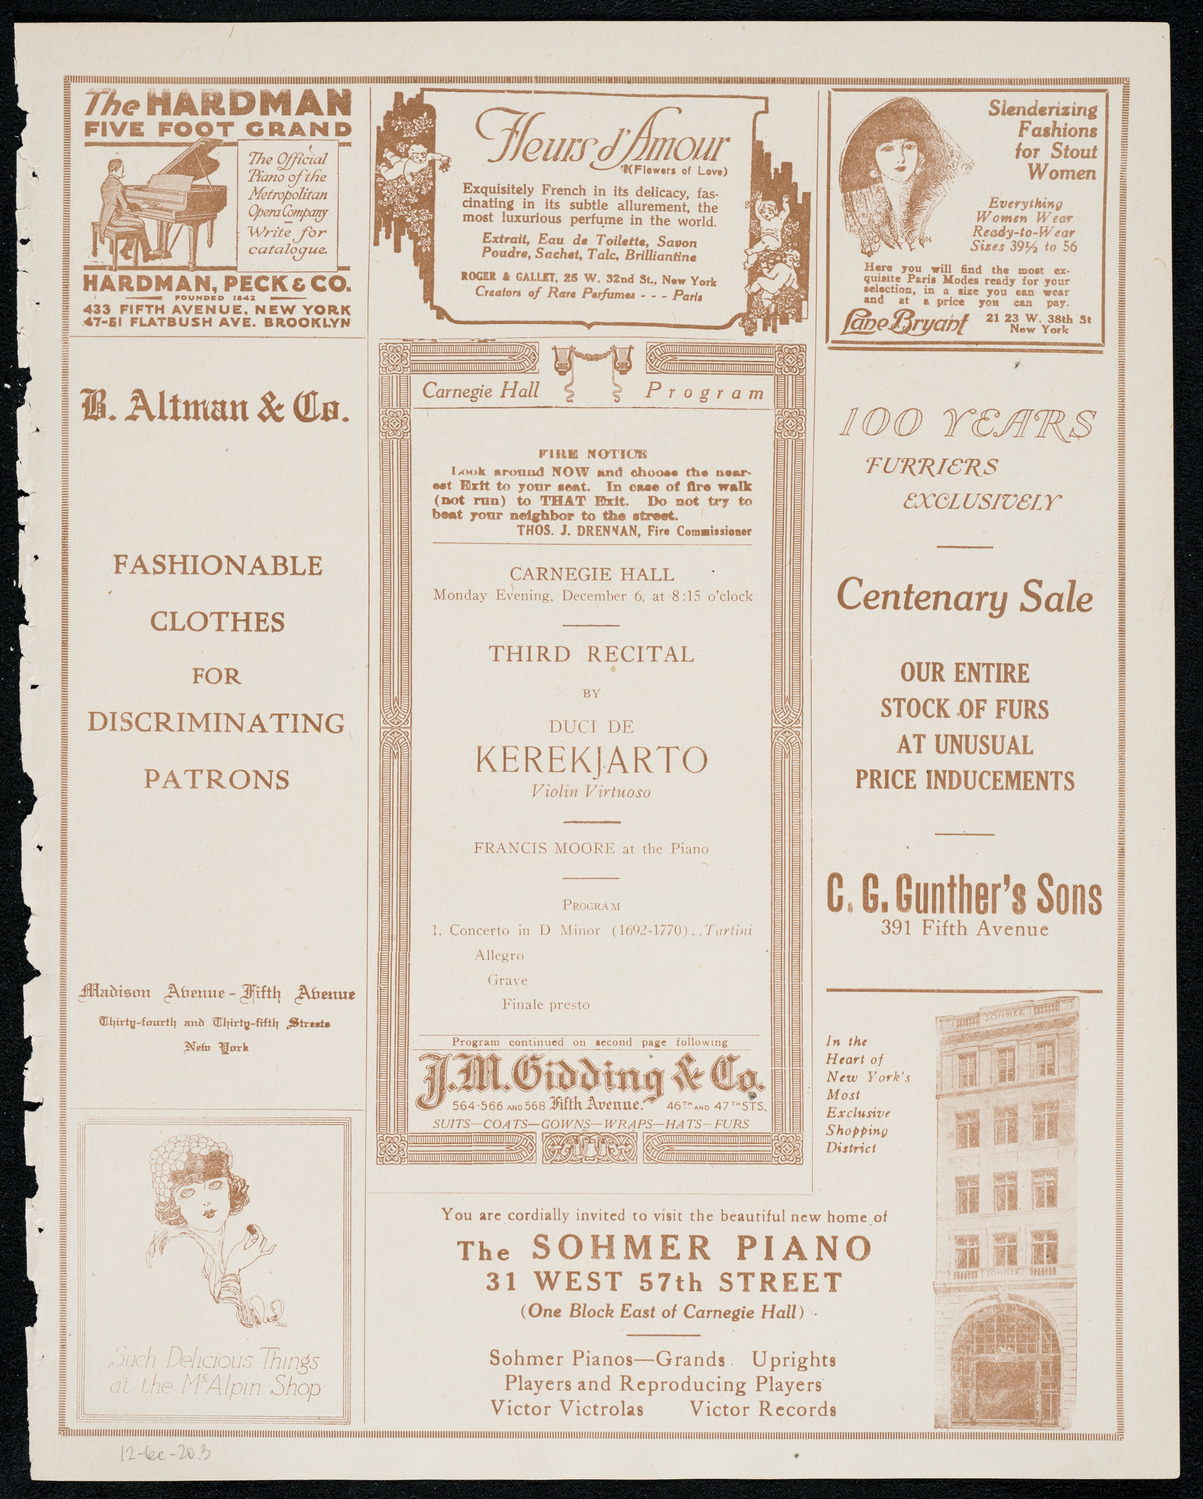 The HARDMAN
FIVE FOOT GRAND
The Official
Piano of the
Metropolitan
Opera Company
Write for
catalogue.
HARDMAN, PECK & CO.
FOUNDED 1842
433 FIFTH AVENUE, NEW YORK
47-51 FLATBUSH AVE. BROOKLYN
Fleurs d'Amour
(Flowers of Love)
Exquisitely French in its delicacy, fas-
cinating in its subtle allurement, the
most luxurious perfume in the world.
Extrait, Eau de Toilette, Savon
Poudre, Sachet, Talc, Brilliantine
ROGER & GALLET, 25 W. 32nd St., New York
Creators of Rare Perfumes - - - Paris
Slenderizing
Fashions
for Stout
Women
Everything
Women Wear
Ready-to-Wear
Sizes 39½ to 56
Here you will find the most ex-
quisite Paris Modes ready for your
selection, in a size you can wear
and at a price you can pay.
Lane Bryant 21 23 W. 38th St
New York
B. Altman & Co.
FASHIONABLE
CLOTHES
FOR
DISCRIMINATING
PATRONS
Madison Avenue - Fifth Avenue
Thirty-fourth and Thirty-fifth Streets
New York
Such Delicious Things
at the McAlpin Shop
Carnegie Hall Program
FIRE NOTICE
Look around NOW and choose the near-
est Exit to your seat. In case of fire walk
(not run) to THAT Exit. Do not try to
beat your neighbor to the street.
THOS. J. DRENNAN, Fire Commissioner
CARNEGIE HALL
Monday Evening, December 6, at 8:15 o'clock
THIRD RECITAL
BY
DUCI DE
KEREKJARTO
Violin Virtuoso
FRANCIS MOORE at the Piano
PROGRAM
1. Concerto in D Minor (1692-1770)..Tartini
Allegro
Grave
Finale presto
Program continued on second page following
J.M. Gidding & Co.
564-566 AND 568 Fifth Avenue. 46TH AND 47TH STS.
SUITS—COATS—GOWNS—WRAPS—HATS—FURS
100 YEARS
FURRIERS
EXCLUSIVELY
Centenary Sale
OUR ENTIRE
STOCK OF FURS
AT UNUSUAL
PRICE INDUCEMENTS
C. G. Gunther's Sons
391 Fifth Avenue
In the
Heart of
New York's
Most
Exclusive
Shopping
District
SOHMER
SOHMER
You are cordially invited to visit the beautiful new home of
The SOHMER PIANO
31 WEST 57th STREET
(One Block East of Carnegie Hall)
Sohmer Pianos—Grands Uprights
Players and Reproducing Players
Victor Victrolas Victor Records